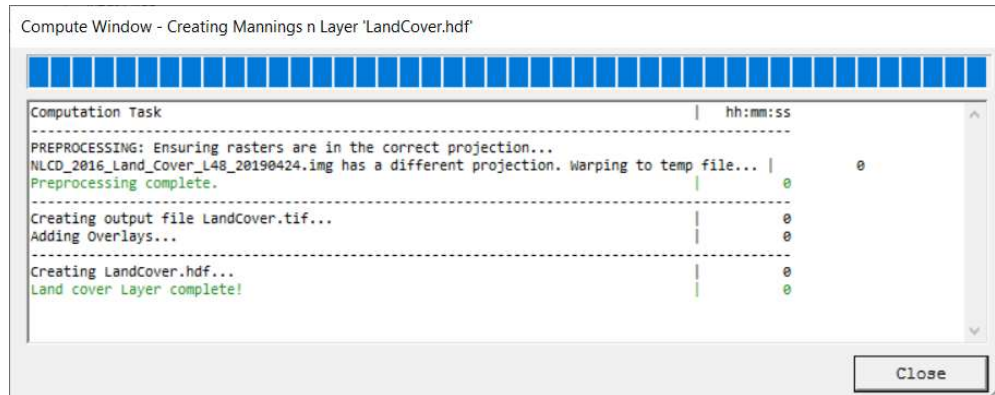 Compute Window - Creating Mannings n Layer 'LandCover.hdf'
Computation Task | hh:mm:ss
PREPROCESSING: Ensuring rasters are in the correct projection...
NLCD_2016_Land_Cover_L48_20190424.img has a different projection. Warping to temp file... | 0
Preprocessing complete. | 0
Creating output file LandCover.tif... | 0
Adding Overlays... | 0
Creating LandCover.hdf... | 0
Land cover Layer complete! | 0
Close